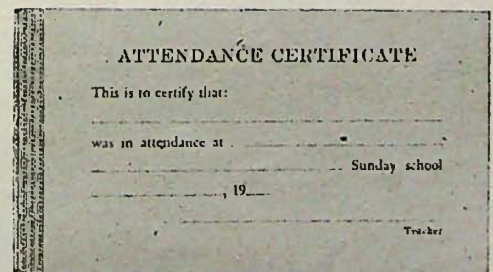 ATTENDANCE CERTIFICATE
This is to certify that:
was in attendance at
Sunday school
, 19
Teacher